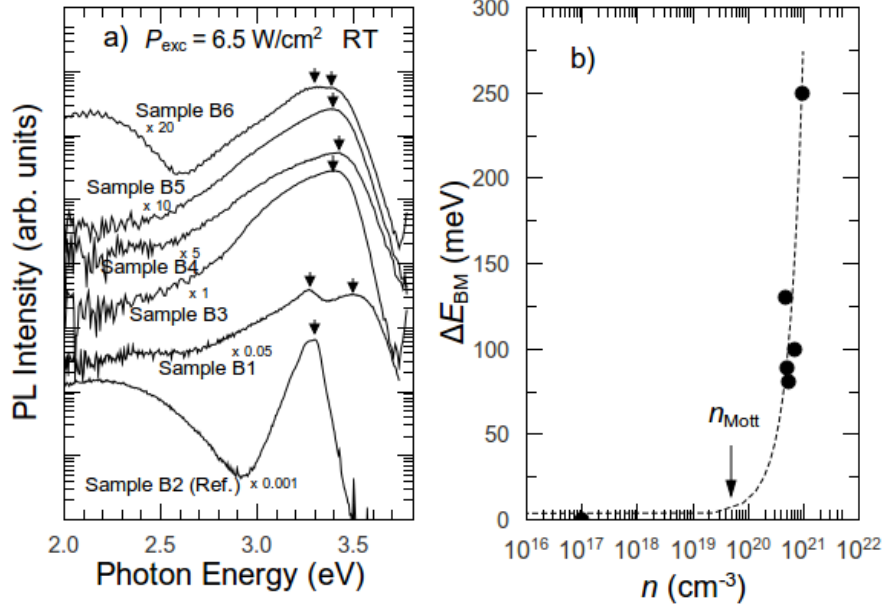 a) P_exc = 6.5 W/cm² RT
Sample B6
x 20
Sample B5
x 10
Sample B4
x 5
x 1
Sample B3
Sample B1
x 0.05
Sample B2 (Ref.)
x 0.001
2.0 2.5 3.0 3.5
Photon Energy (eV)
PL Intensity (arb. units)
b)
300
250
200
150
100
50
0
ΔE_BM (meV)
n_Mott
10¹⁶ 10¹⁷ 10¹⁸ 10¹⁹ 10²⁰ 10²¹ 10²²
n (cm⁻³)